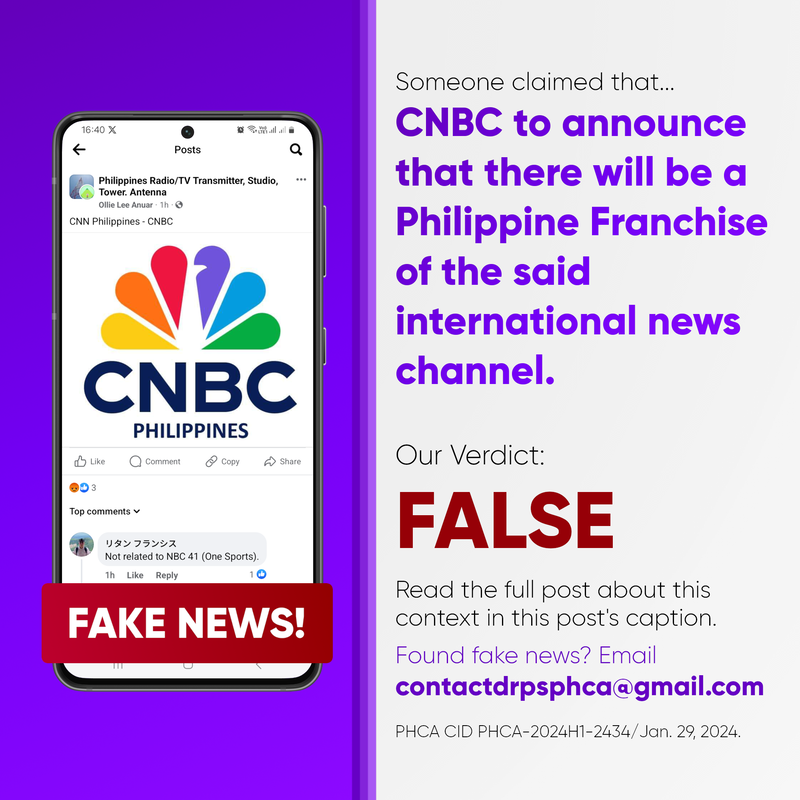 16:40 X
Vo))
LTE1
Posts
Philippines Radio/TV Transmitter, Studio,
Tower. Antenna
Ollie Lee Anuar · 1h ·
CNN Philippines - CNBC
CNBC
PHILIPPINES
Like Comment Copy Share
3
Top comments
リタン フランシス
Not related to NBC 41 (One Sports).
1h Like Reply 1
FAKE NEWS!
Someone claimed that...
CNBC to announce
that there will be a
Philippine Franchise
of the said
international news
channel.
Our Verdict:
FALSE
Read the full post about this
context in this post's caption.
Found fake news? Email
contactdrpsphca@gmail.com
PHCA CID PHCA-2024H1-2434/Jan. 29, 2024.